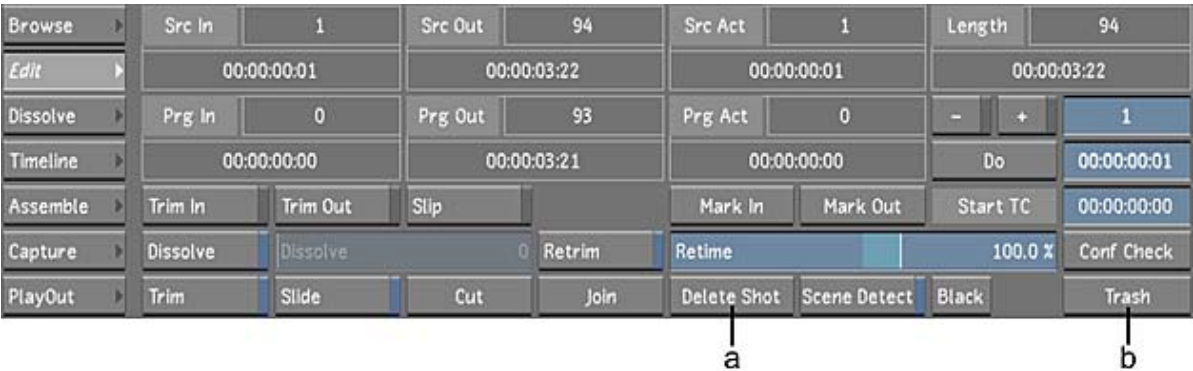 Browse Src In 1 Src Out 94 Src Act 1 Length 94
Edit 00:00:00:01 00:00:03:22 00:00:00:01 00:00:03:22
Dissolve Prg In 0 Prg Out 93 Prg Act 0 - + 1
Timeline 00:00:00:00 00:00:03:21 00:00:00:00 Do 00:00:00:01
Assemble Trim In Trim Out Slip Mark In Mark Out Start TC 00:00:00:00
Capture Dissolve Dissolve 0 Retrim Retime 100.0 % Conf Check
PlayOut Trim Slide Cut Join Delete Shot Scene Detect Black Trash
a b